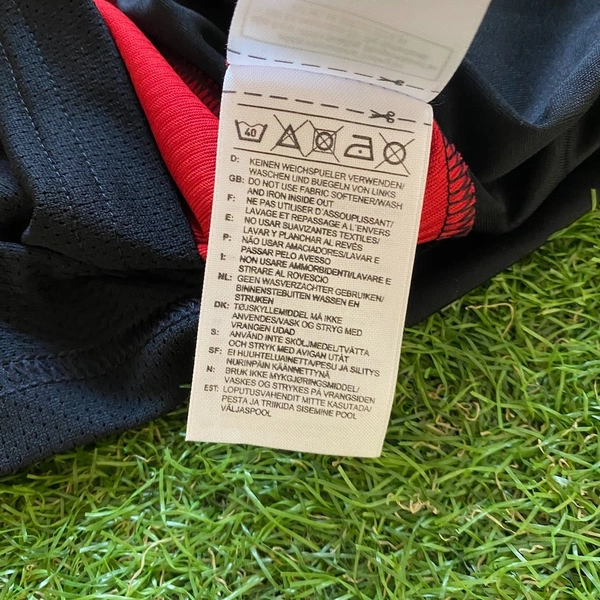 40
D: KEINEN WEICHSPUELER VERWENDEN/
WASCHEN UND BUEGELN VON LINKS
GB: DO NOT USE FABRIC SOFTENER/WASH
AND IRON INSIDE OUT
F: NE PAS UTILISER D'ASSOUPLISSANT/
LAVAGE ET REPASSAGE A L'ENVERS
E: NO USAR SUAVIZANTES TEXTILES/
LAVAR Y PLANCHAR AL REVÉS
P: NÃO USAR AMACIADORES/LAVAR E
PASSAR PELO AVESSO
I: NON USARE AMMORBIDENTI/LAVARE E
STIRARE AL ROVESCIO
NL: GEEN WASVERZACHTER GEBRUIKEN/
BINNENSTEBUITEN WASSEN EN
STRIJKEN
DK: TØJSKYLLEMIDDEL MÅ IKKE
ANVENDES/VASK OG STRYG MED
VRANGEN UDAD
S: ANVÄND INTE SKÖLJMEDEL/TVÄTTA
OCH STRYK MED AVIGAN UTÅT
SF: EI HUUHTELUAINETTA/PESU JA SILITYS
NURINPÄIN KÄÄNNETTYNÄ
N: BRUK IKKE MYKGJØRINGSMIDDEL/
VASKES OG STRYKES PÅ VRANGSIDEN
EST: LOPUTUSVAHENDIT MITTE KASUTADA/
PESTA JA TRIIKIDA SISEMINE POOL
VÄLJASPOOL